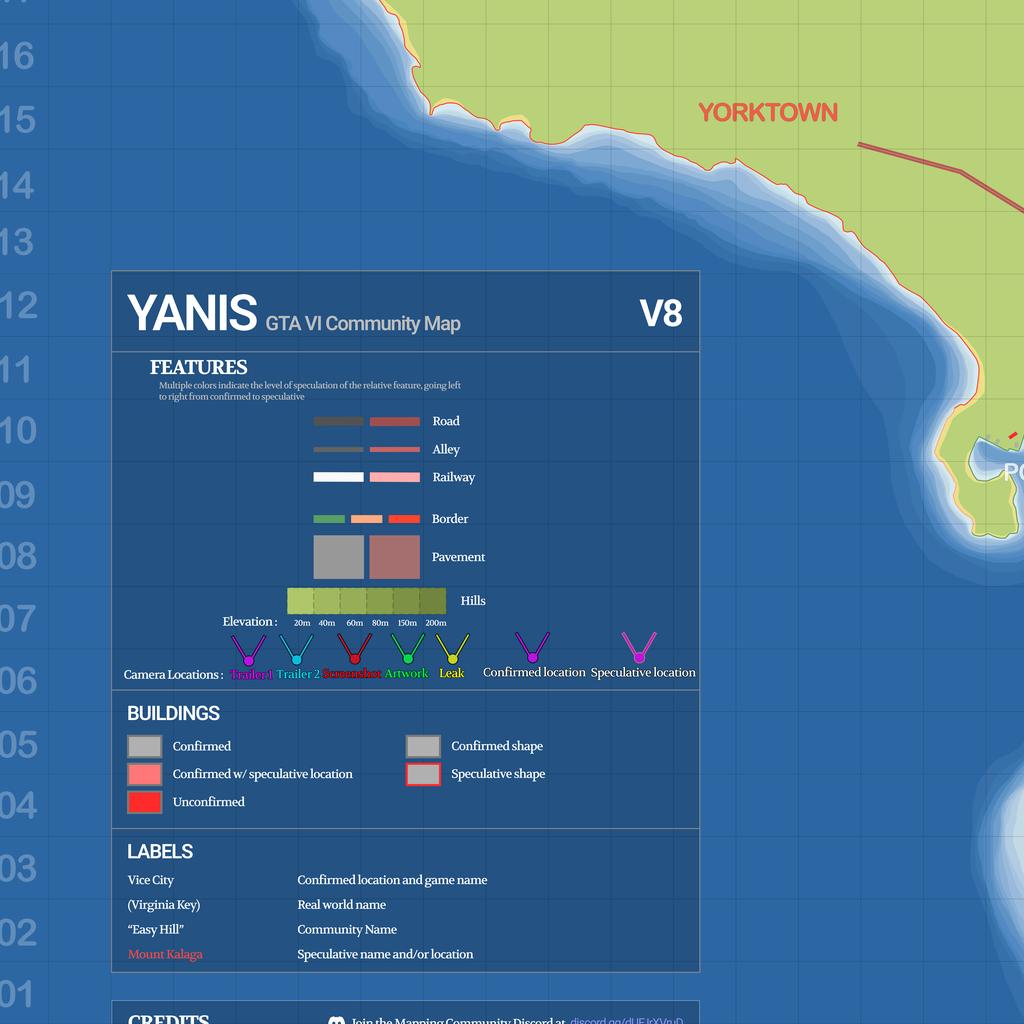 16
15
YORKTOWN
14
13
12
YANIS GTA VI Community Map V8
11
FEATURES
Multiple colors indicate the level of speculation of the relative feature, going left
to right from confirmed to speculative
10
Road
Alley
Railway
09
Border
08
Pavement
07
Hills
Elevation : 20m 40m 60m 80m 150m 200m
06
Camera Locations : Trailer 1 Trailer 2 Screenshot Artwork Leak Confirmed location Speculative location
BUILDINGS
05
Confirmed Confirmed shape
Confirmed w/ speculative location Speculative shape
04
Unconfirmed
LABELS
03
Vice City Confirmed location and game name
(Virginia Key) Real world name
02
“Easy Hill” Community Name
Mount Kalaga Speculative name and/or location
01
CREDITS Join the Mapping Community Discord at